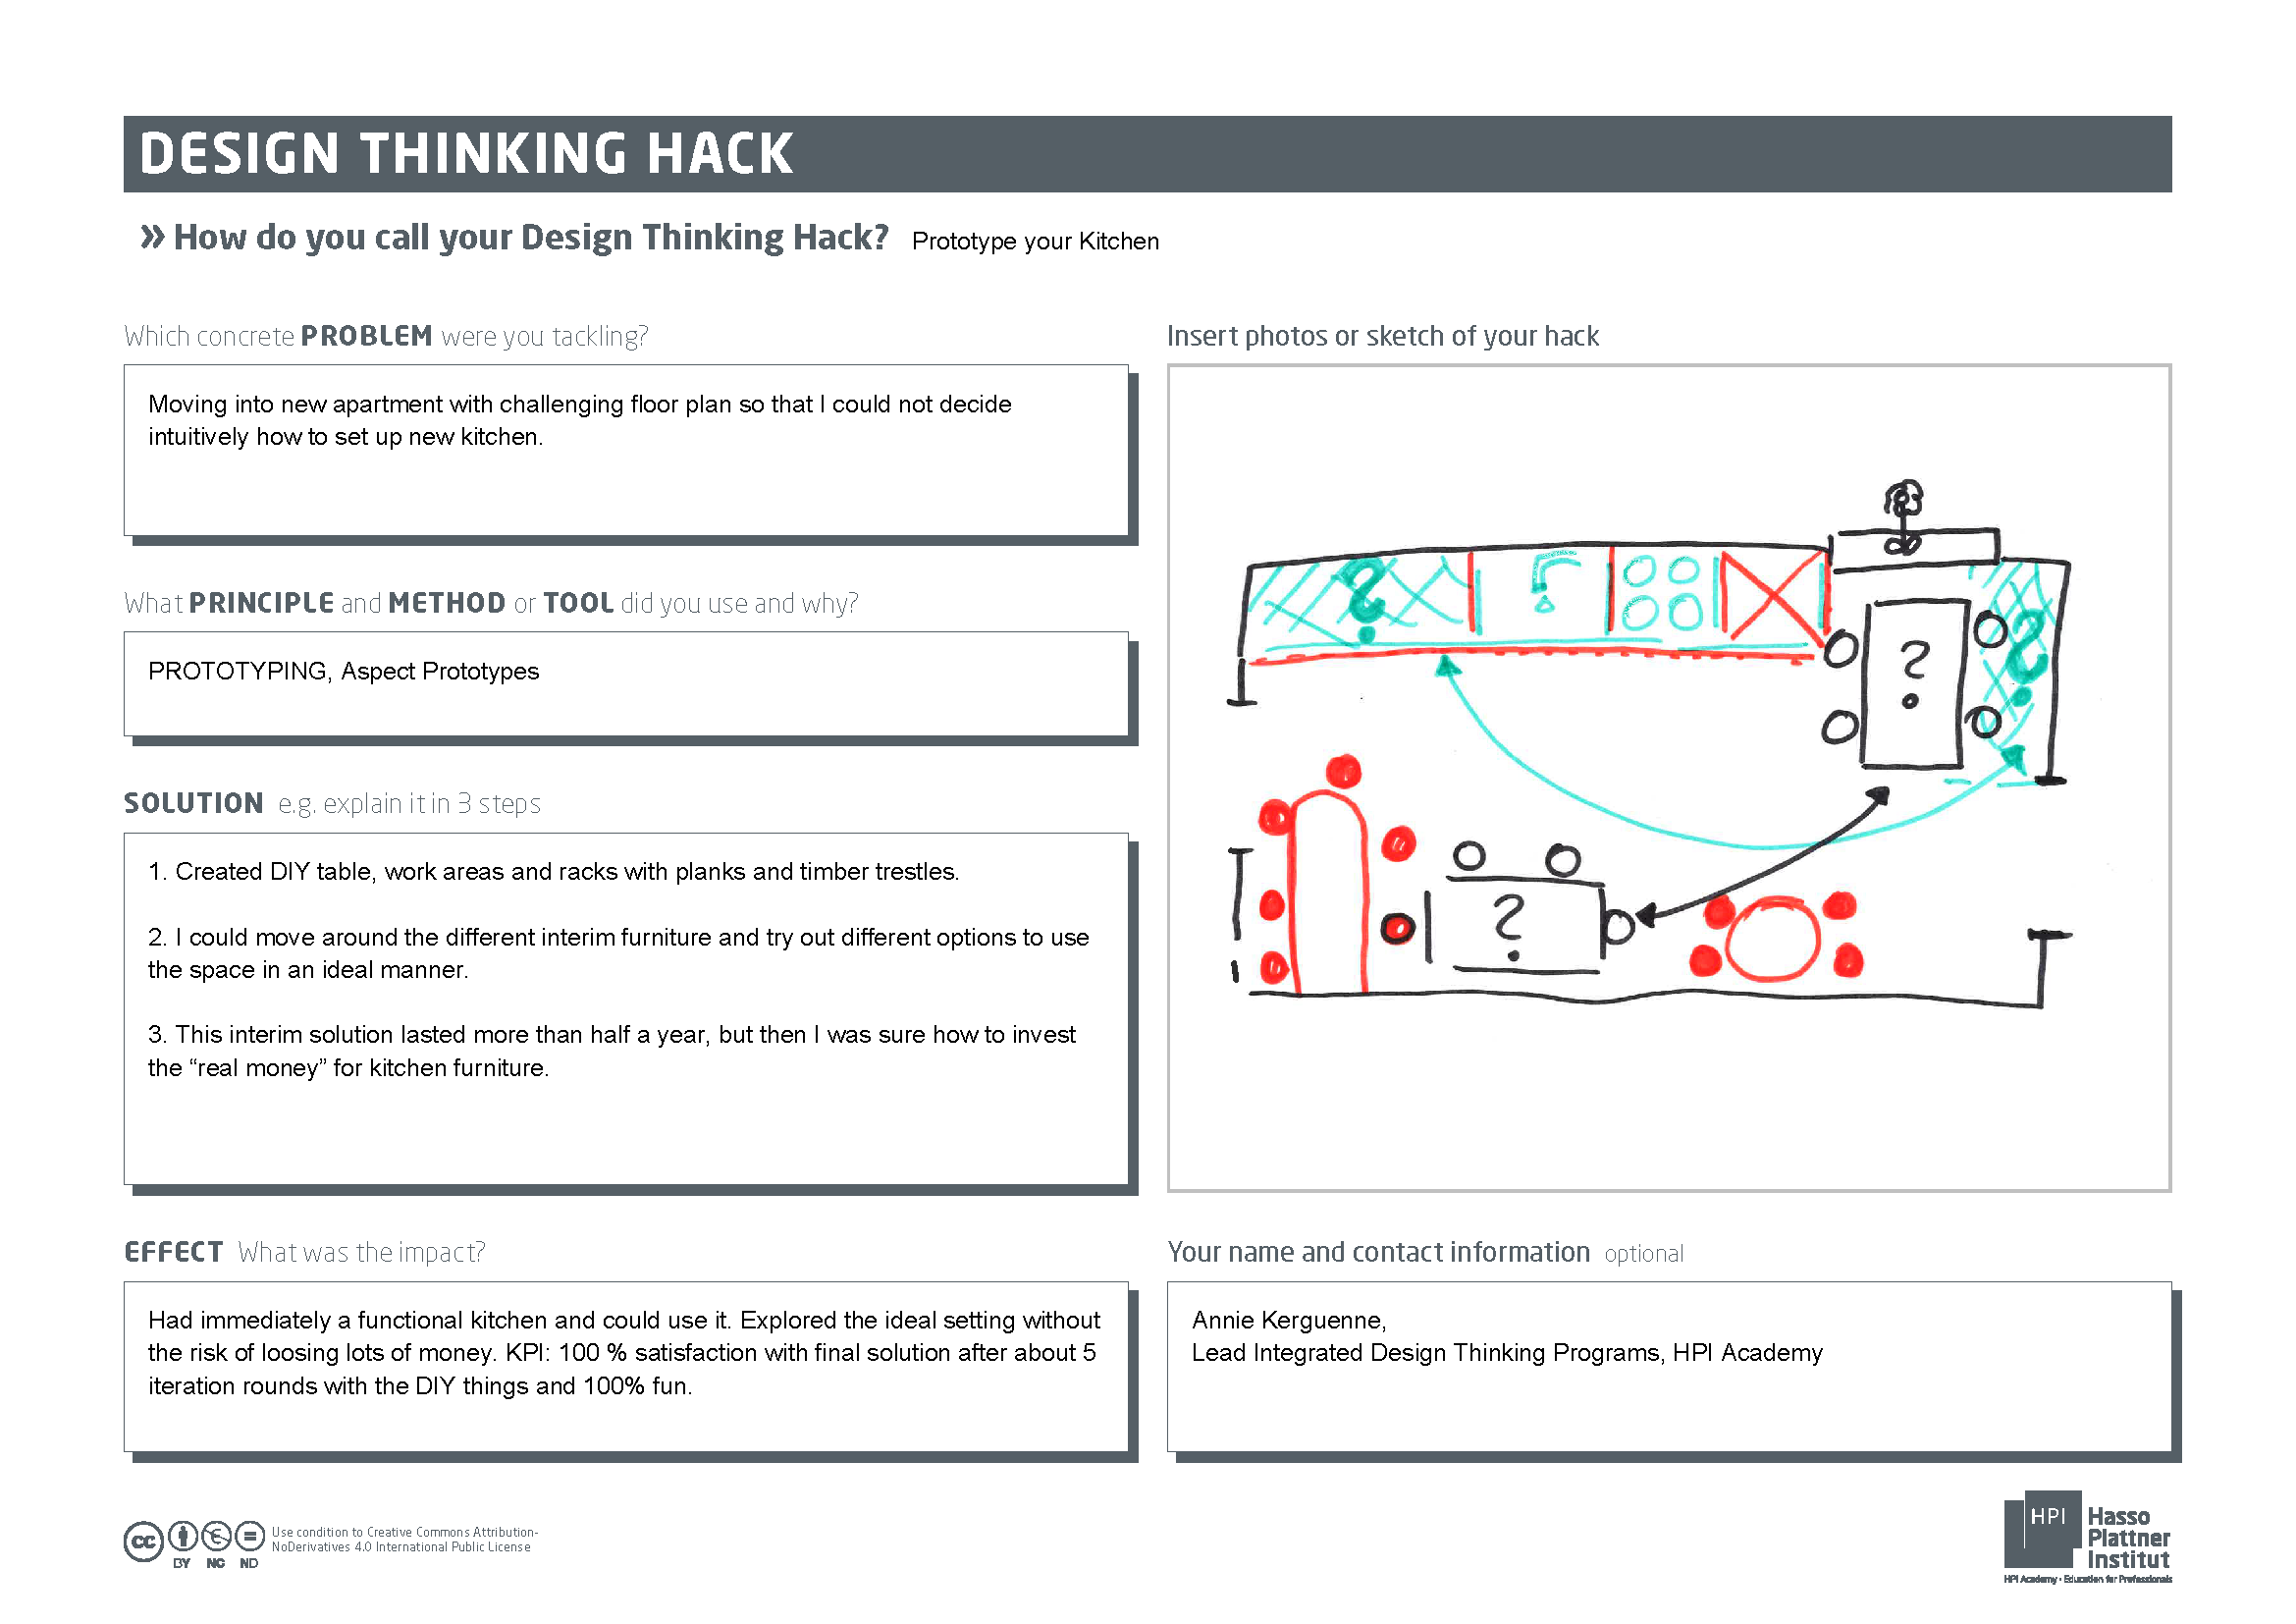 DESIGN THINKING HACK
» How do you call your Design Thinking Hack? Prototype your Kitchen
Which concrete PROBLEM were you tackling?
Moving into new apartment with challenging floor plan so that I could not decide
intuitively how to set up new kitchen.
What PRINCIPLE and METHOD or TOOL did you use and why?
PROTOTYPING, Aspect Prototypes
SOLUTION e.g. explain it in 3 steps
1. Created DIY table, work areas and racks with planks and timber trestles.
2. I could move around the different interim furniture and try out different options to use
the space in an ideal manner.
3. This interim solution lasted more than half a year, but then I was sure how to invest
the “real money” for kitchen furniture.
EFFECT What was the impact?
Had immediately a functional kitchen and could use it. Explored the ideal setting without
the risk of loosing lots of money. KPI: 100 % satisfaction with final solution after about 5
iteration rounds with the DIY things and 100% fun.
Insert photos or sketch of your hack
?
?
?
?
Your name and contact information optional
Annie Kerguenne,
Lead Integrated Design Thinking Programs, HPI Academy
cc
BY NC ND
Use condition to Creative Commons Attribution-
NoDerivatives 4.0 International Public License
HPI
Hasso
Plattner
Institut
HPI Academy • Education for Professionals